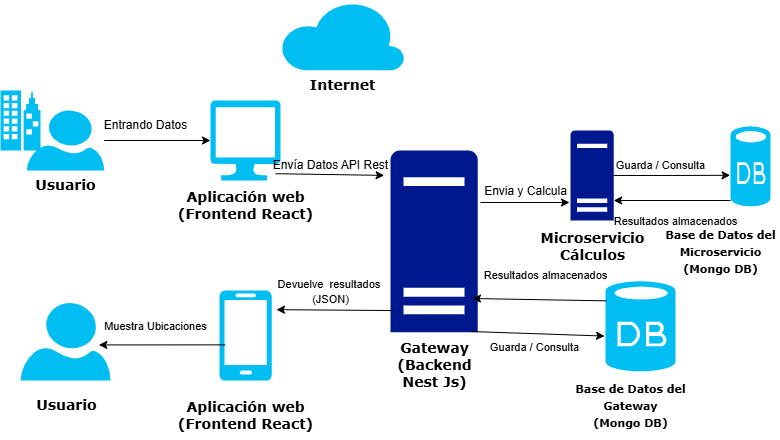 Internet
Entrando Datos
Usuario
Aplicación web
(Frontend React)
Envía Datos API Rest
Envia y Calcula
Guarda / Consulta
DB
Resultados almacenados
Microservicio
Cálculos
Base de Datos del
Microservicio
(Mongo DB)
Devuelve resultados
(JSON)
Resultados almacenados
DB
Muestra Ubicaciones
Guarda / Consulta
Gateway
(Backend
Nest Js)
Usuario
Aplicación web
(Frontend React)
Base de Datos del
Gateway
(Mongo DB)